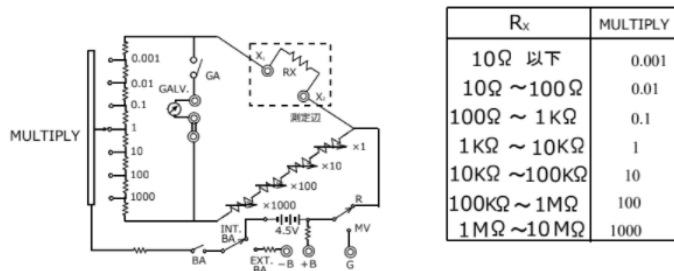 0.001
0.01
0.1
1
10
100
1000
MULTIPLY
GALV.
GA
X₁
RX
X₂
測定辺
×1
×10
×100
×1000
R
MV
G
INT.
BA
4.5V
BA
EXT.
BA
-B
+B
Rx MULTIPLY
10Ω 以下 0.001
10Ω ~100Ω 0.01
100Ω ~ 1KΩ 0.1
1KΩ ~ 10KΩ 1
10KΩ ~100KΩ 10
100KΩ ~1MΩ 100
1MΩ ~10 MΩ 1000